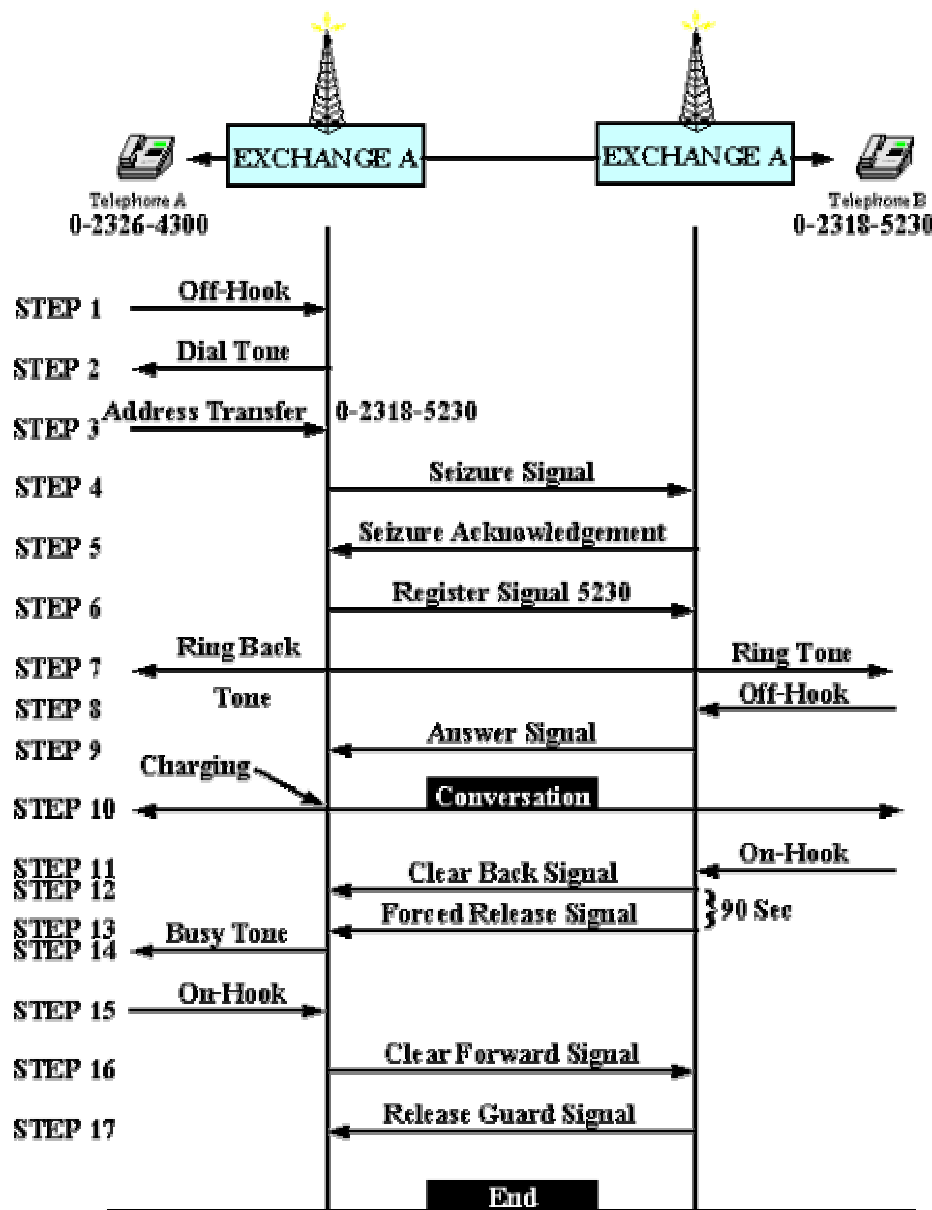 EXCHANGE A
EXCHANGE A
Telephone A
0-2326-4300
Telephone B
0-2318-5230
STEP 1
Off-Hook
STEP 2
Dial Tone
STEP 3
Address Transfer
0-2318-5230
STEP 4
Seizure Signal
STEP 5
Seizure Acknowledgement
STEP 6
Register Signal 5230
STEP 7
Ring Back
Tone
Ring Tone
STEP 8
Off-Hook
STEP 9
Answer Signal
Charging
STEP 10
Conversation
STEP 11
On-Hook
STEP 12
Clear Back Signal
90 Sec
STEP 13
Forced Release Signal
STEP 14
Busy Tone
STEP 15
On-Hook
STEP 16
Clear Forward Signal
STEP 17
Release Guard Signal
End